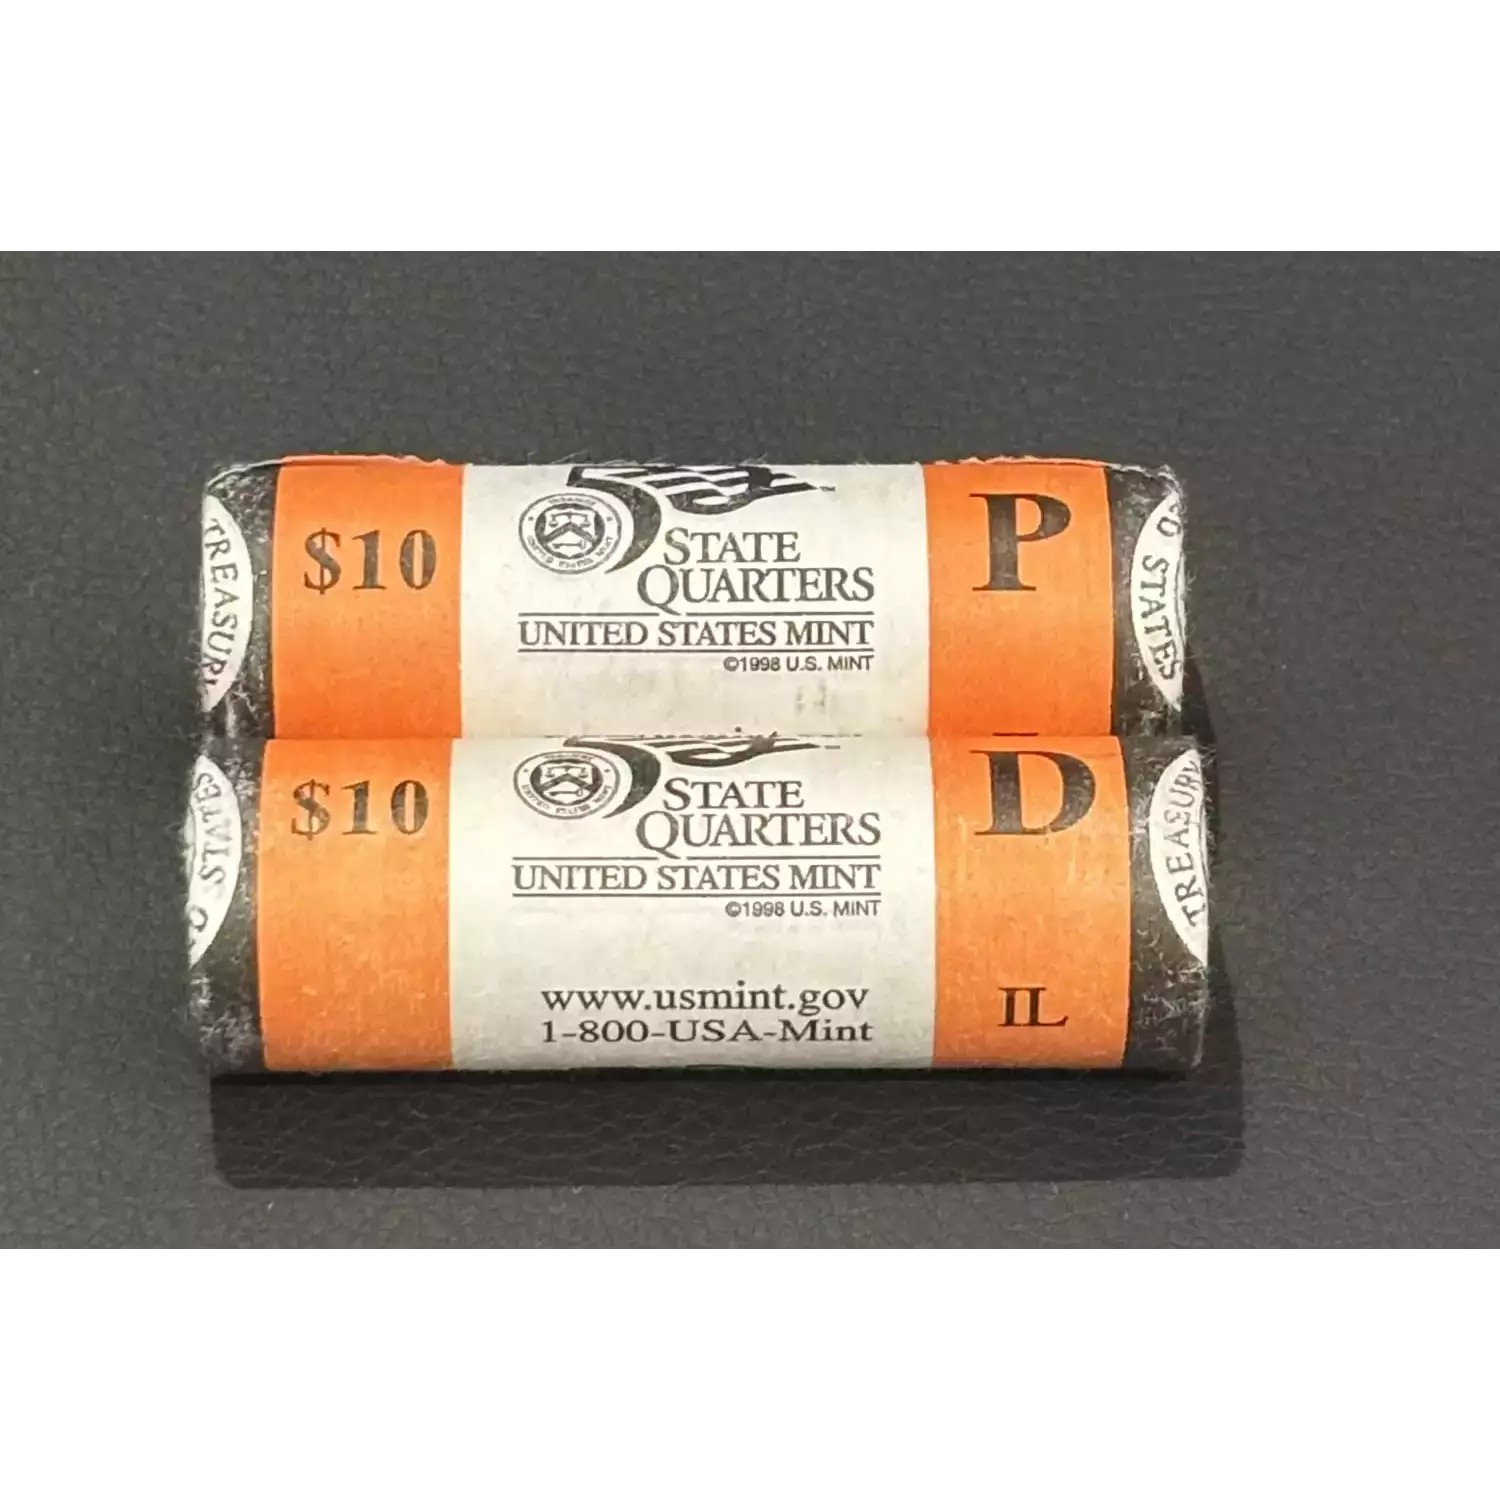 TREASURY
$10
50
STATE
QUARTERS
UNITED STATES MINT
©1998 U.S. MINT
P
STATES
STATES
$10
STATE
QUARTERS
UNITED STATES MINT
©1998 U.S. MINT
www.usmint.gov
1-800-USA-Mint
D
IL
TREASURY